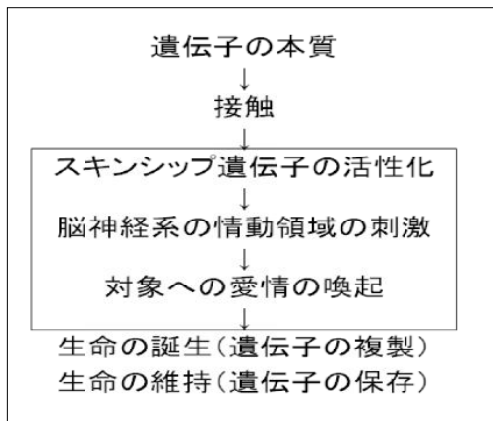 遺伝子の本質
↓
接触
↓
スキンシップ遺伝子の活性化
↓
脳神経系の情動領域の刺激
↓
対象への愛情の喚起
↓
生命の誕生(遺伝子の複製)
生命の維持(遺伝子の保存)